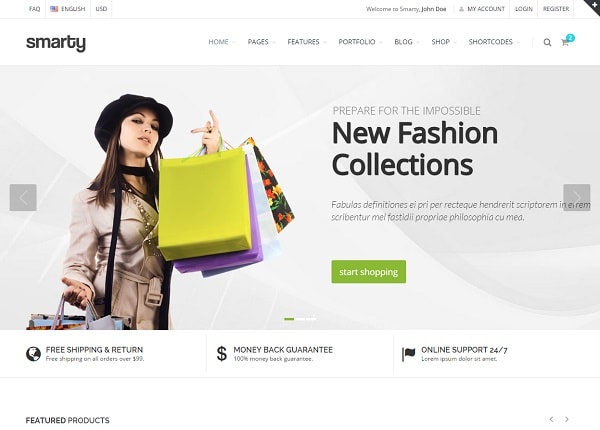 FAQ ENGLISH USD Welcome to Smarty, John Doe MY ACCOUNT LOGIN REGISTER
smarty HOME PAGES FEATURES PORTFOLIO BLOG SHOP SHORTCODES 2
PREPARE FOR THE IMPOSSIBLE
New Fashion
Collections
Fabulas definitiones ei pri per recteque hendrerit scriptorem in ei rem
scribentur mel fastidii propriae philosophia cu mea.
start shopping
FREE SHIPPING & RETURN
Free shipping on all orders over $99.
$ MONEY BACK GUARANTEE
100% money back guarantee.
ONLINE SUPPORT 24/7
Lorem ipsum dolor sit amet.
FEATURED PRODUCTS